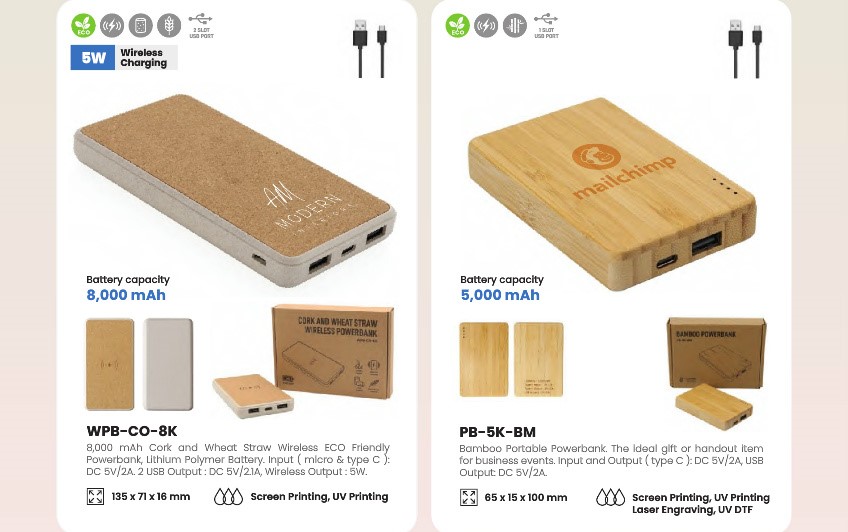 ECO
2 SLOT
USB PORT
5W
Wireless
Charging
AM
MODERN
Battery capacity
8,000 mAh
CORK AND WHEAT STRAW
WIRELESS POWERBANK
WPB-CO-8K
8,000 mAh Cork and Wheat Straw Wireless ECO Friendly
Powerbank, Lithium Polymer Battery. Input ( micro & type C ):
DC 5V/2A. 2 USB Output : DC 5V/2.1A, Wireless Output : 5W.
135 x 71 x 16 mm
Screen Printing, UV Printing
ECO
1 SLOT
USB PORT
mailchimp
Battery capacity
5,000 mAh
BAMBOO POWERBANK
PB-5K-BM
Bamboo Portable Powerbank. The ideal gift or handout item
for business events. Input and Output ( type C ): DC 5V/2A, USB
Output: DC 5V/2A.
65 x 15 x 100 mm
Screen Printing, UV Printing
Laser Engraving, UV DTF